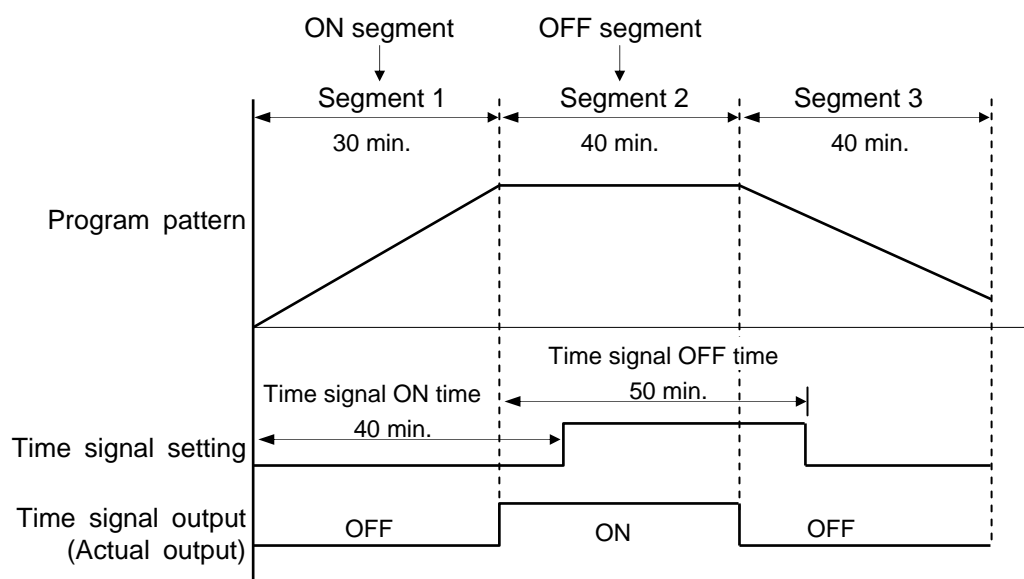 ON segment
OFF segment
Segment 1
Segment 2
Segment 3
30 min.
40 min.
40 min.
Program pattern
Time signal OFF time
50 min.
Time signal ON time
40 min.
Time signal setting
Time signal output
(Actual output)
OFF
ON
OFF